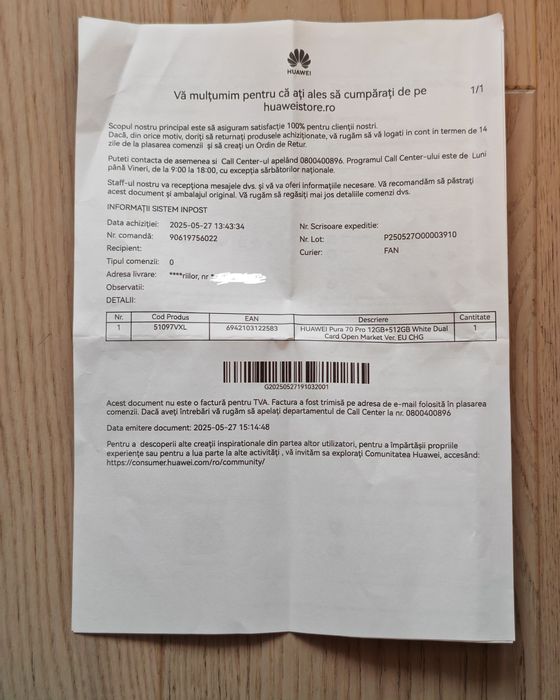 HUAWEI
Vă mulțumim pentru că ați ales să cumpărați de pe
huaweistore.ro
1/1
Scopul nostru principal este să asiguram satisfacție 100% pentru clienții nostri.
Dacă, din orice motiv, doriți să returnați produsele achiziționate, vă rugăm să vă logati in cont in termen de 14
zile de la plasarea comenzii și să creați un Ordin de Retur.
Puteti contacta de asemenea si Call Center-ul apelând 0800400896. Programul Call Center-ului este de Luni
până Vineri, de la 9:00 la 18:00, cu excepția sărbătorilor naționale.
Staff-ul nostru va recepționa mesajele dvs. și vă va oferi informațiile necesare. Vă recomandăm să păstrați
acest document și ambalajul original. Vă rugăm să regăsiți mai jos detaliile comenzi dvs.
INFORMAȚII SISTEM INPOST
Data achiziției: 2025-05-27 13:43:34
Nr. comandă: 90619756022
Recipient:
Tipul comenzii: 0
Adresa livrare: ****riilor, nr
Observatii:
Nr. Scrisoare expeditie:
Nr. Lot: P250527O00003910
Curier: FAN
DETALII:
Nr. Cod Produs EAN Descriere Cantitate
1 51097VXL 6942103122583 HUAWEI Pura 70 Pro 12GB+512GB White Dual 1
Card Open Market Ver. EU CHG
G20250527191032001
Acest document nu este o factură pentru TVA. Factura a fost trimisă pe adresa de e-mail folosită în plasarea
comenzii. Dacă aveți întrebări vă rugăm să apelați departamentul de Call Center la nr. 0800400896
Data emitere document: 2025-05-27 15:14:48
Pentru a descoperii alte creații inspirationale din partea altor utilizatori, pentru a împărtăși propriile
experiențe sau pentru a lua parte la alte activități , vă invităm sa explorați Comunitatea Huawei, accesând:
https://consumer.huawei.com/ro/community/